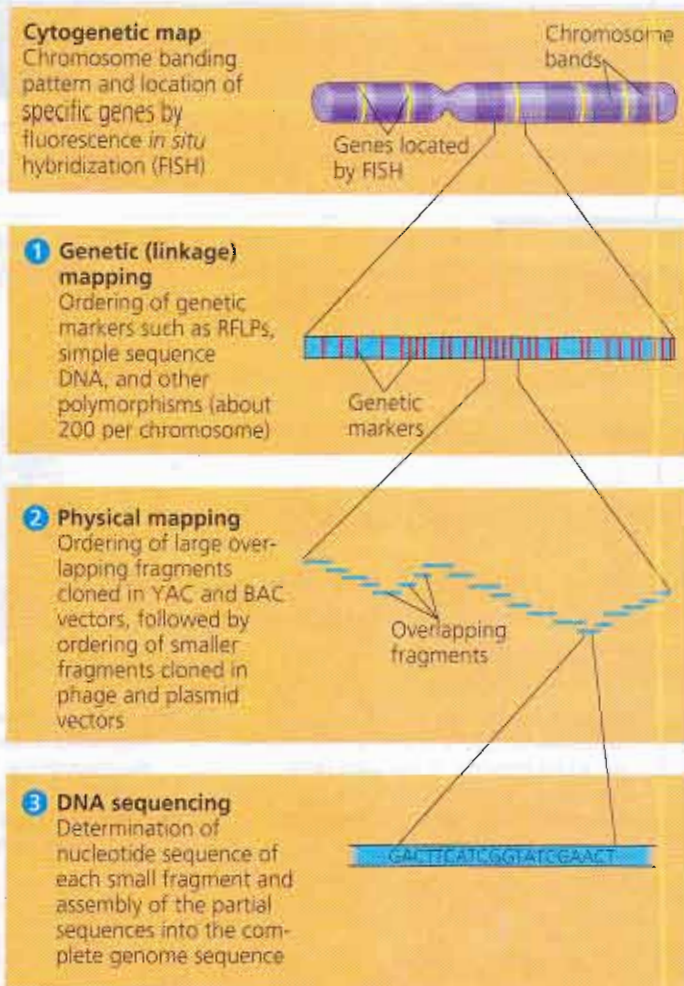 Cytogenetic map
Chromosome banding
pattern and location of
specific genes by
fluorescence in situ
hybridization (FISH)
Chromosome
bands
Genes located
by FISH
1 Genetic (linkage)
mapping
Ordering of genetic
markers such as RFLPs,
simple sequence
DNA, and other
polymorphisms (about
200 per chromosome)
Genetic
markers
2 Physical mapping
Ordering of large over-
lapping fragments
cloned in YAC and BAC
vectors, followed by
ordering of smaller
fragments cloned in
phage and plasmid
vectors
Overlapping
fragments
3 DNA sequencing
Determination of
nucleotide sequence of
each small fragment and
assembly of the partial
sequences into the com-
plete genome sequence
GACTTCATCGGTATCGAACT